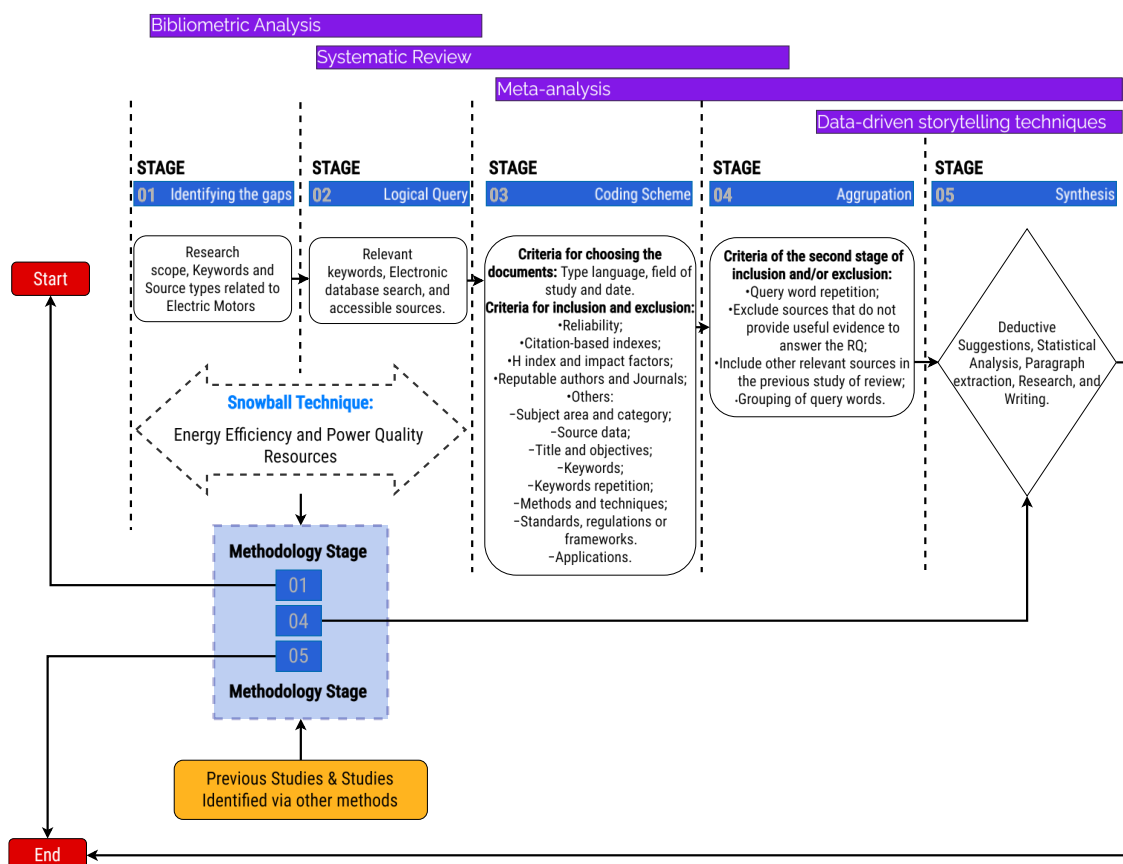 Bibliometric Analysis
Systematic Review
Meta-analysis
Data-driven storytelling techniques
STAGE
01 Identifying the gaps
STAGE
02 Logical Query
STAGE
03 Coding Scheme
STAGE
04 Aggrupation
STAGE
05 Synthesis
Start
Research
scope, Keywords and
Source types related to
Electric Motors
Relevant
keywords, Electronic
database search, and
accessible sources.
Criteria for choosing the
documents: Type language, field of
study and date.
Criteria for inclusion and exclusion:
•Reliability;
•Citation-based indexes;
•H index and impact factors;
•Reputable authors and Journals;
•Others:
−Subject area and category;
−Source data;
−Title and objectives;
−Keywords;
−Keywords repetition;
−Methods and techniques;
−Standards, regulations or
frameworks.
−Applications.
Criteria of the second stage of
inclusion and/or exclusion:
•Query word repetition;
•Exclude sources that do not
provide useful evidence to
answer the RQ;
•Include other relevant sources in
the previous study of review;
•Grouping of query words.
Deductive
Suggestions, Statistical
Analysis, Paragraph
extraction, Research, and
Writing.
Snowball Technique:
Energy Efficiency and Power Quality
Resources
Methodology Stage
01
04
05
Methodology Stage
Previous Studies & Studies
Identified via other methods
End